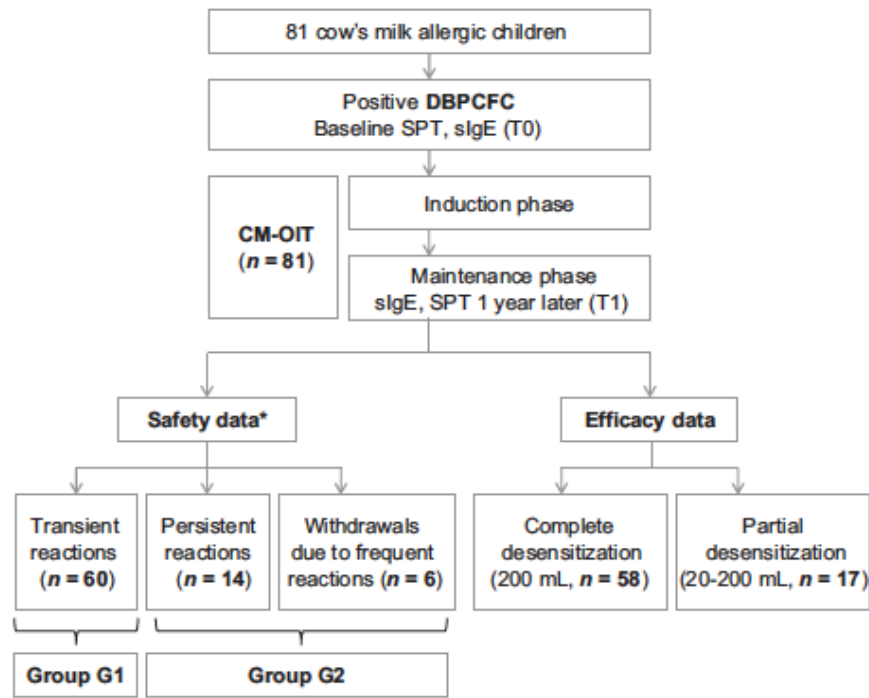 81 cow's milk allergic children
Positive DBPCFC
Baseline SPT, sIgE (T0)
CM-OIT
(n = 81)
Induction phase
Maintenance phase
sIgE, SPT 1 year later (T1)
Safety data*
Efficacy data
Transient
reactions
(n = 60)
Persistent
reactions
(n = 14)
Withdrawals
due to frequent
reactions (n = 6)
Complete
desensitization
(200 mL, n = 58)
Partial
desensitization
(20-200 mL, n = 17)
Group G1
Group G2